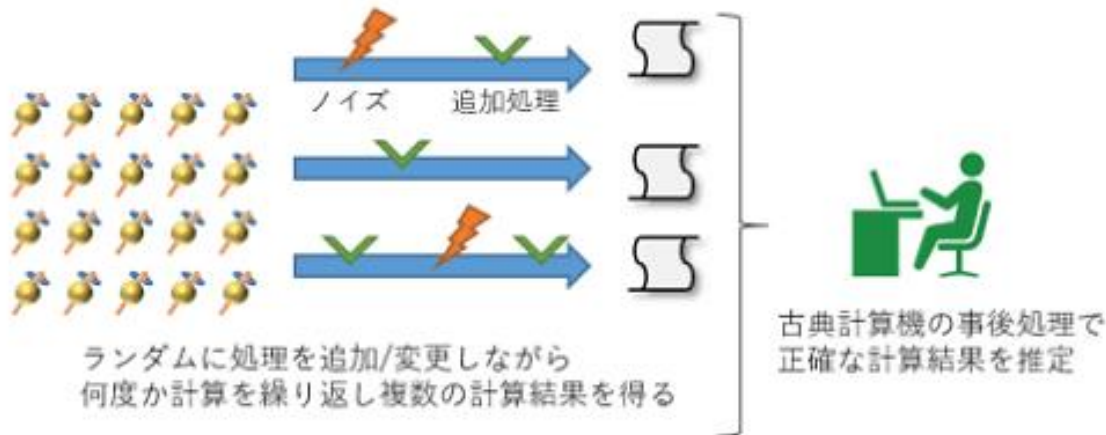 ノイズ
追加処理
古典計算機の事後処理で
正確な計算結果を推定
ランダムに処理を追加/変更しながら
何度か計算を繰り返し複数の計算結果を得る